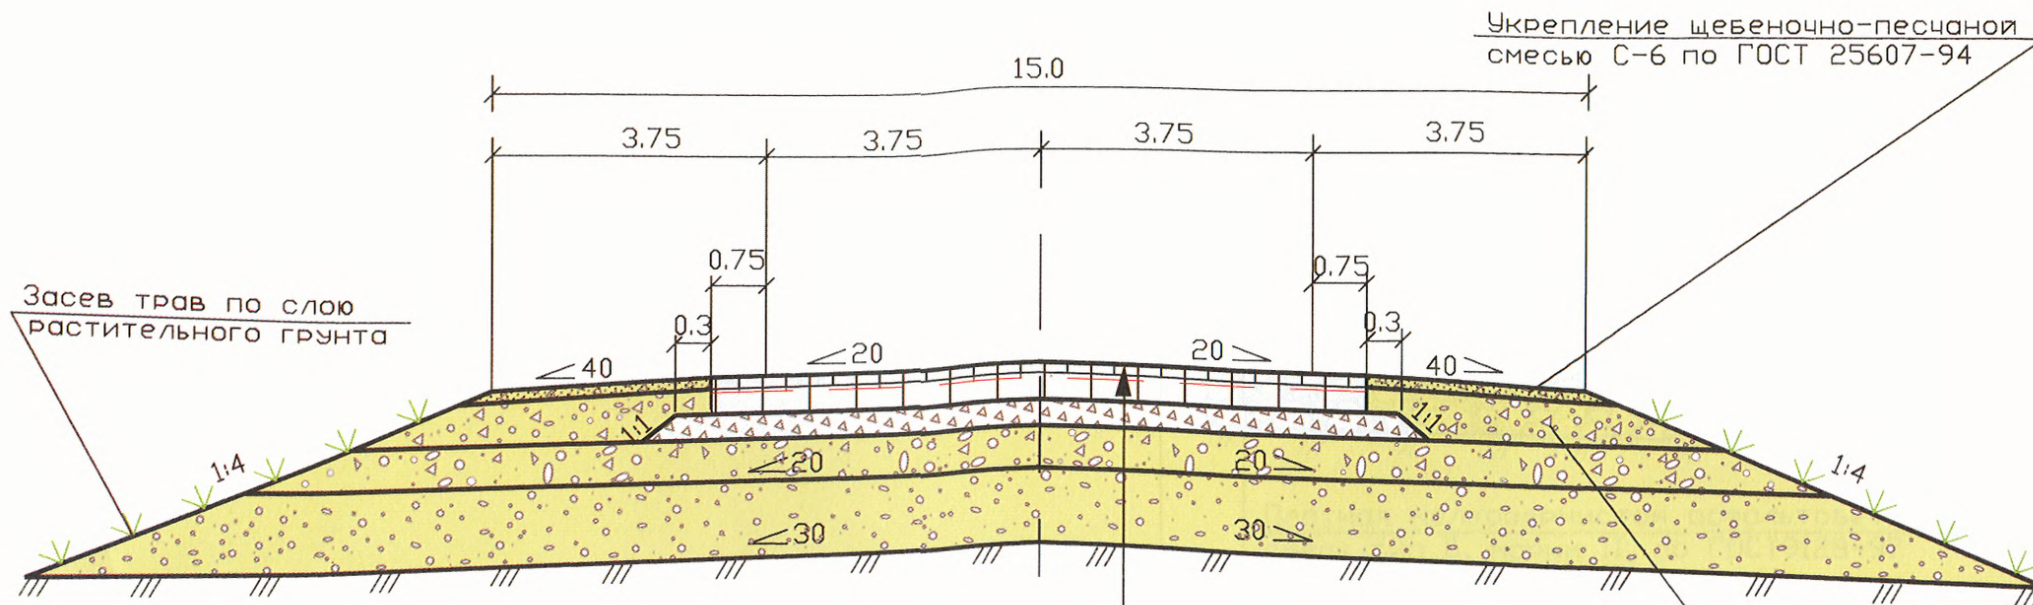 Укрепление щебеночно-песчаной
смесью С-6 по ГОСТ 25607-94
15.0
3.75 3.75 3.75 3.75
0.75 0.75
Засев трав по слою
растительного грунта
0.3 0.3
40 20 20 40
1:1 1:1
1:4 20 20 1:4
30 30